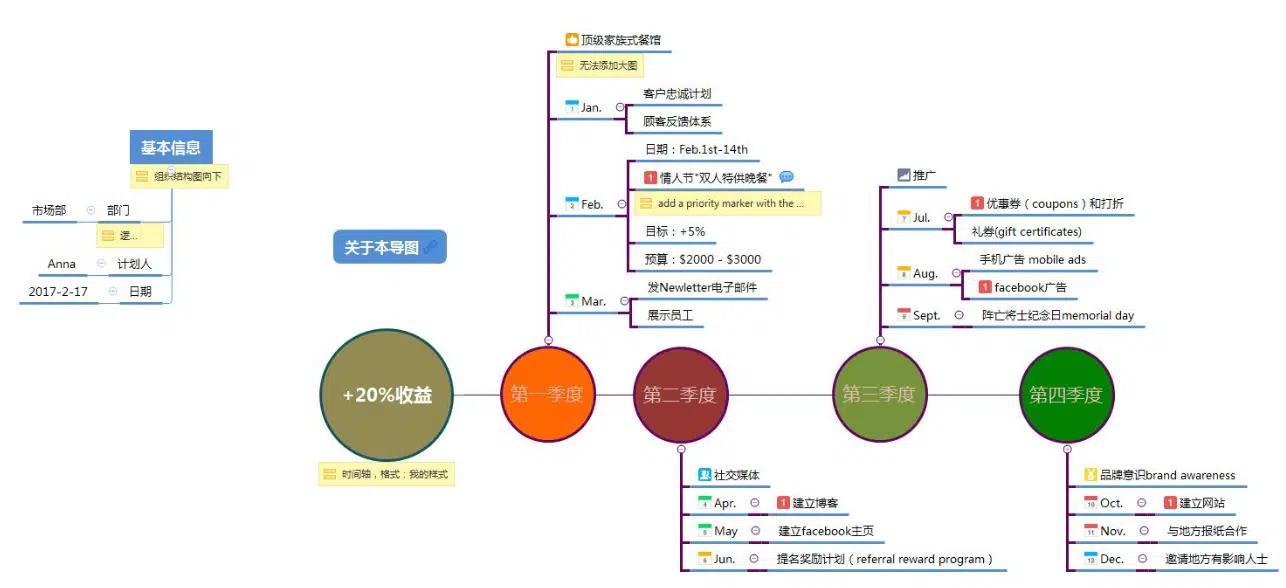 基本信息
组织结构图向下
市场部
部门
逻...
Anna
计划人
2017-2-17
日期
关于本导图
+20%收益
时间轴，格式：我的样式
第一季度
顶级家族式餐馆
无法添加大图
1
Jan.
客户忠诚计划
顾客反馈体系
2
Feb.
日期：Feb.1st-14th
1
情人节"双人特供晚餐"
add a priority marker with the ...
目标：+5%
预算：$2000 - $3000
3
Mar.
发Newletter电子邮件
展示员工
第二季度
社交媒体
4
Apr.
1
建立博客
5
May
建立facebook主页
6
Jun.
提名奖励计划（referral reward program）
第三季度
推广
7
Jul.
1
优惠券（coupons）和打折
礼券(gift certificates)
8
Aug.
手机广告 mobile ads
1
facebook广告
9
Sept.
阵亡将士纪念日memorial day
第四季度
品牌意识brand awareness
10
Oct.
1
建立网站
11
Nov.
与地方报纸合作
12
Dec.
邀请地方有影响人士